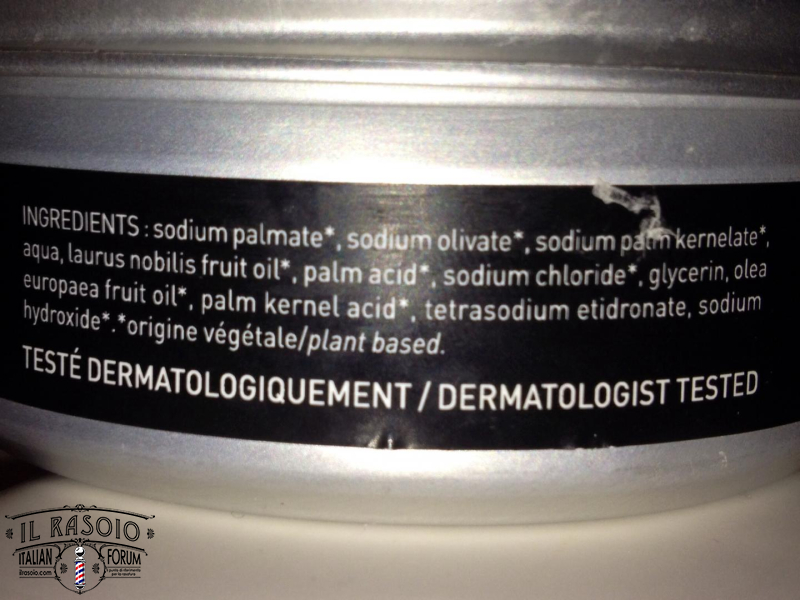 INGREDIENTS : sodium palmate*, sodium olivate*, sodium palm kernelate*,
aqua, laurus nobilis fruit oil*, palm acid*, sodium chloride*, glycerin, olea
europaea fruit oil*, palm kernel acid*, tetrasodium etidronate, sodium
hydroxide*.*origine végétale/plant based.
TESTÉ DERMATOLOGIQUEMENT / DERMATOLOGIST TESTED
IL RASOIO
ITALIAN FORUM
ilrasoio.com